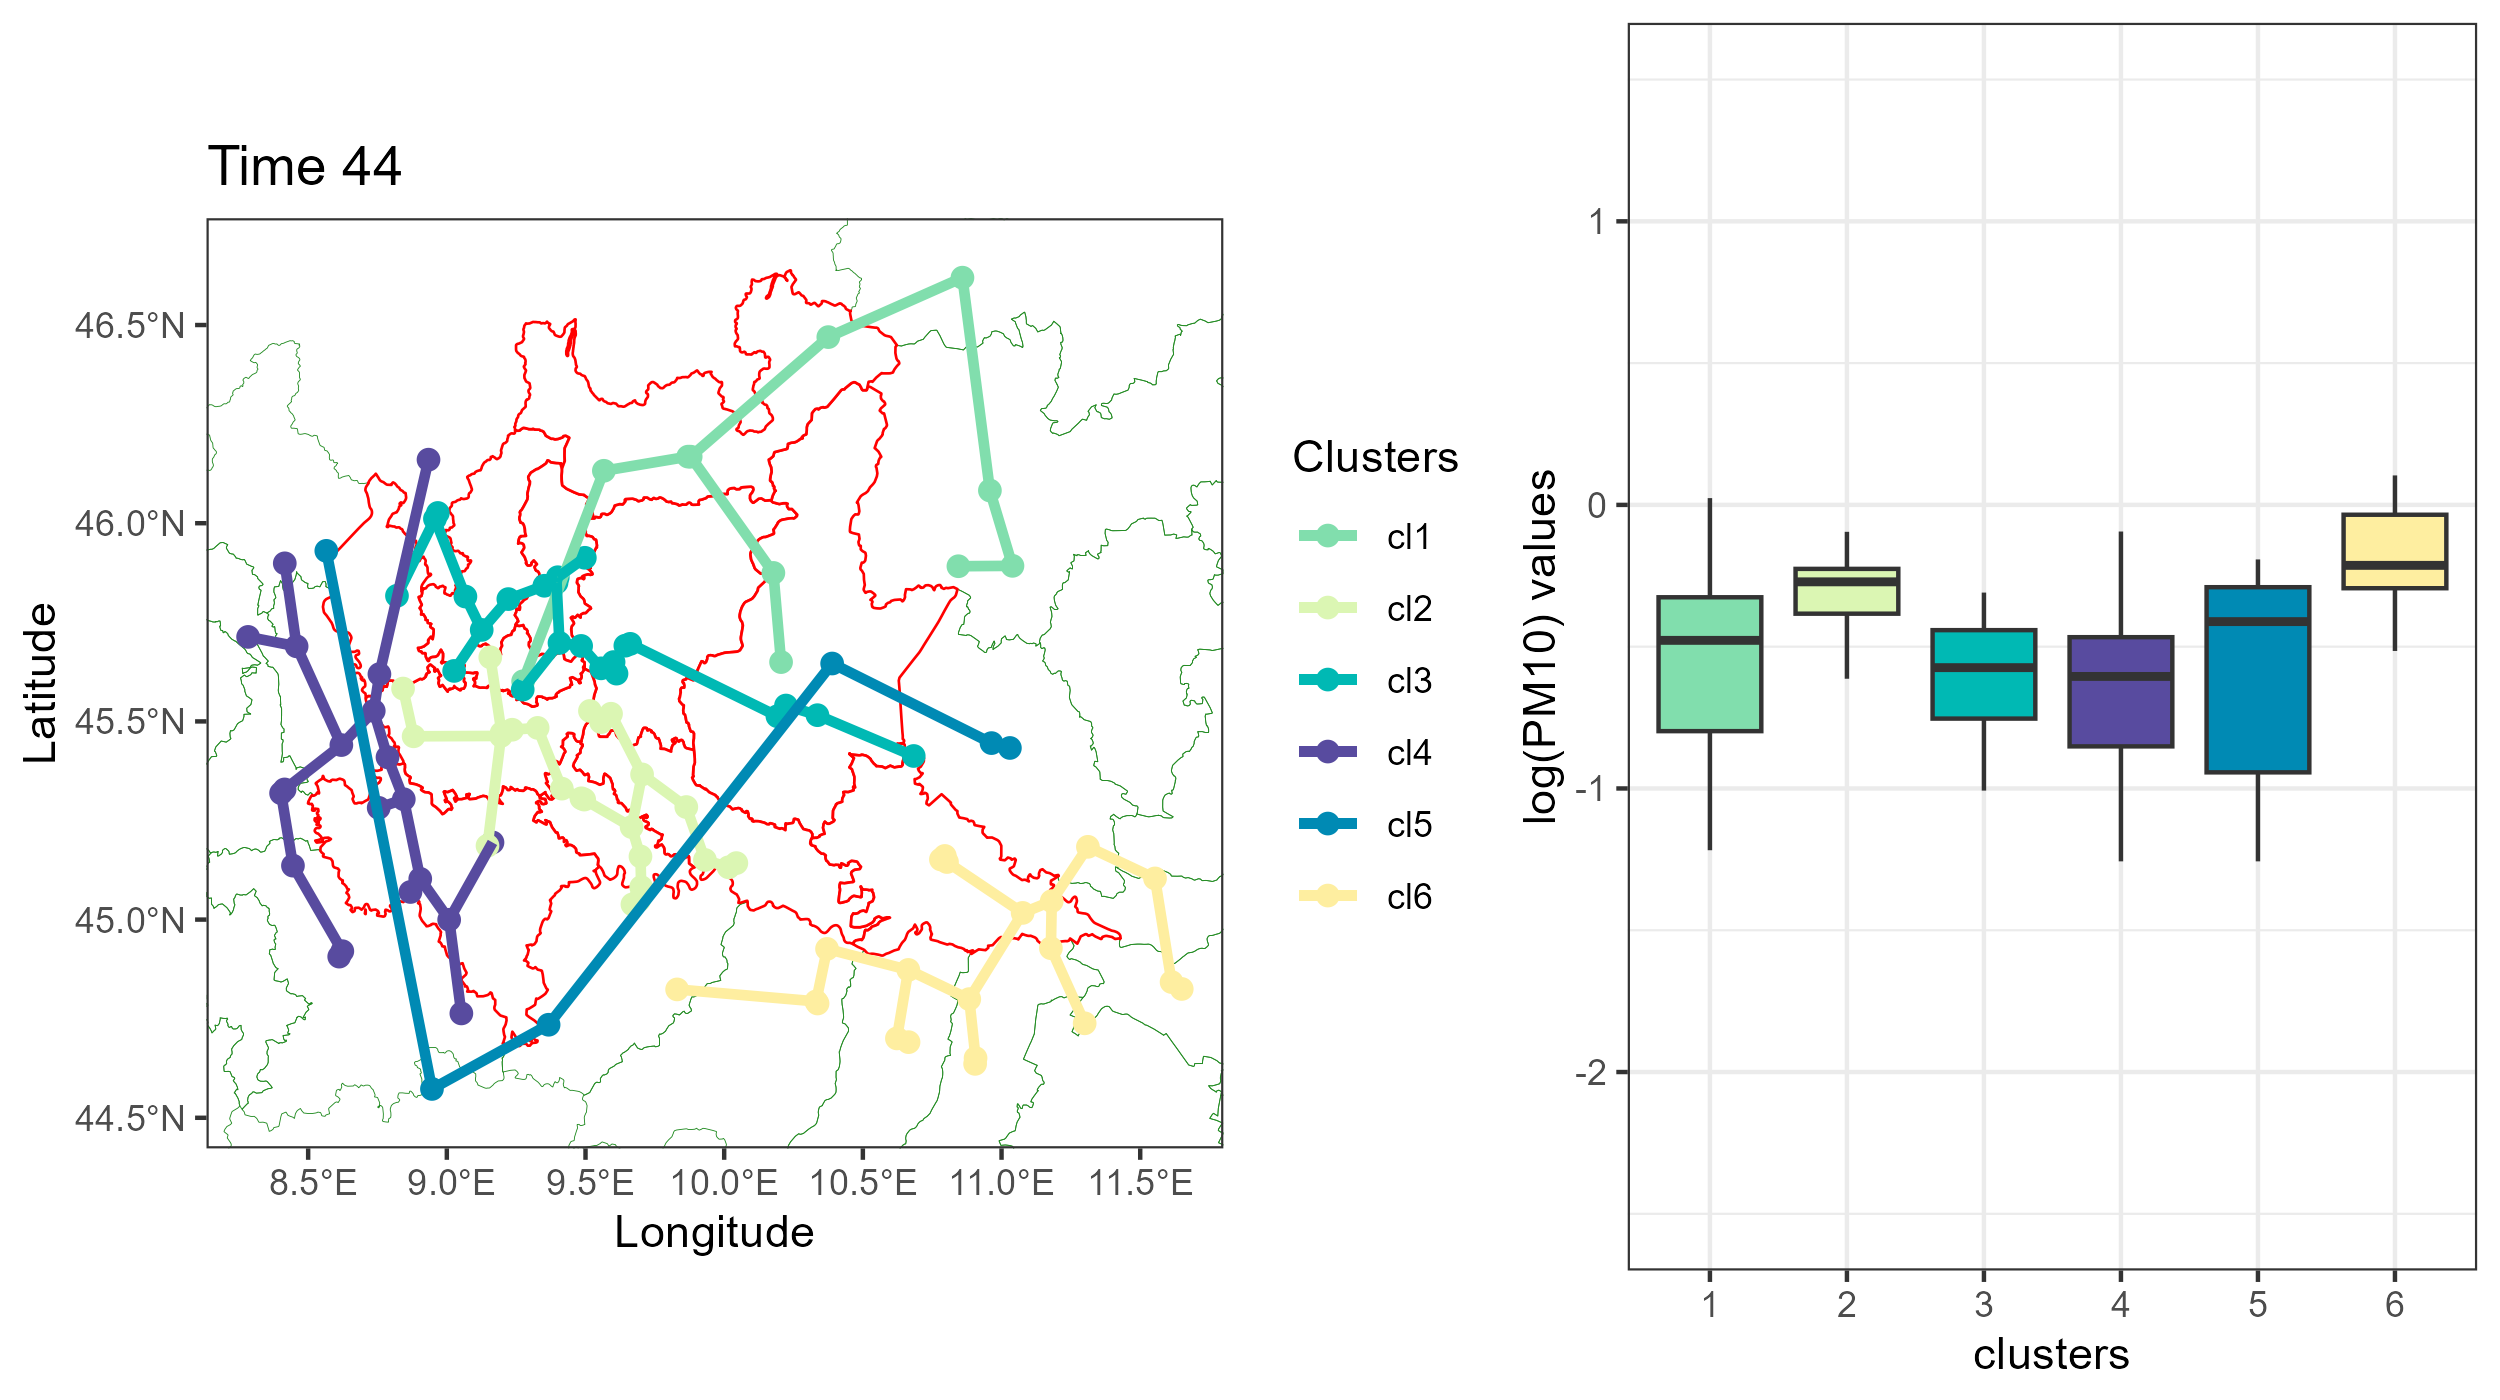 Time 44
Latitude
46.5°N
46.0°N
45.5°N
45.0°N
44.5°N
8.5°E 9.0°E 9.5°E 10.0°E 10.5°E 11.0°E 11.5°E
Longitude
Clusters
cl1
cl2
cl3
cl4
cl5
cl6
log(PM10) values
1
0
-1
-2
1 2 3 4 5 6
clusters